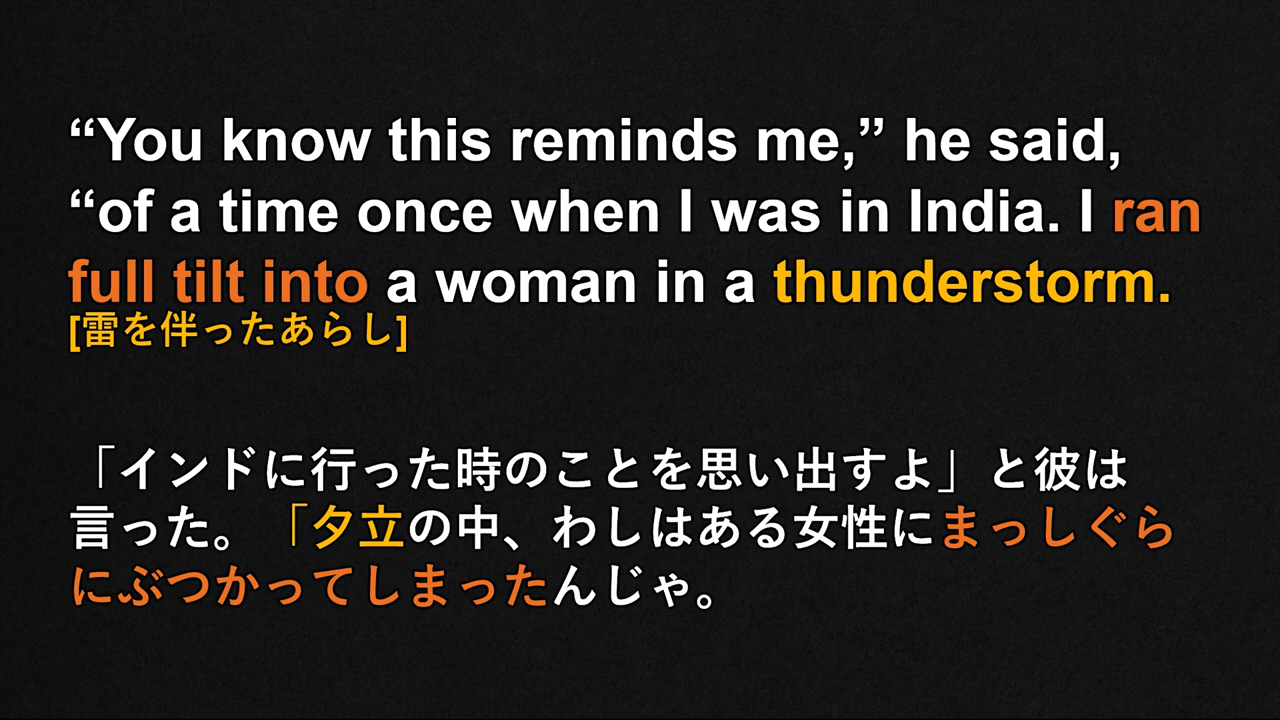 “You know this reminds me,” he said,
“of a time once when I was in India. I ran
full tilt into a woman in a thunderstorm.
[雷を伴ったあらし]
「インドに行った時のことを思い出すよ」と彼は
言った。「夕立の中、わしはある女性にまっしぐら
にぶつかってしまったんじゃ。